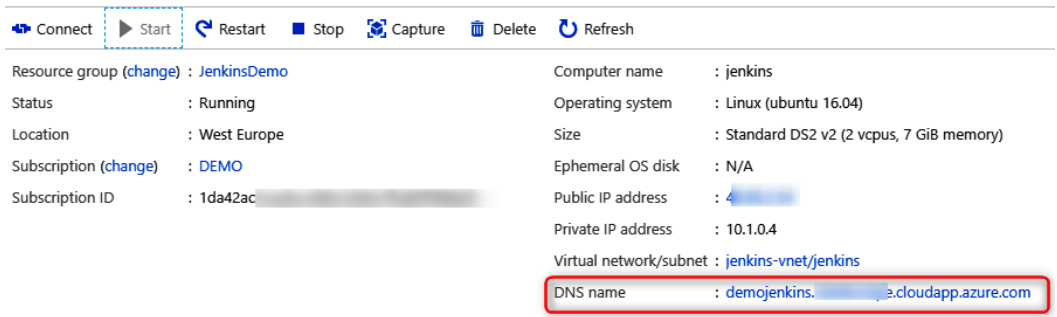 Connect Start Restart Stop Capture Delete Refresh
Resource group (change) : JenkinsDemo
Status : Running
Location : West Europe
Subscription (change) : DEMO
Subscription ID : 1da42ac
Computer name : jenkins
Operating system : Linux (ubuntu 16.04)
Size : Standard DS2 v2 (2 vcpus, 7 GiB memory)
Ephemeral OS disk : N/A
Public IP address : 4
Private IP address : 10.1.0.4
Virtual network/subnet : jenkins-vnet/jenkins
DNS name : demojenkins. e.cloudapp.azure.com